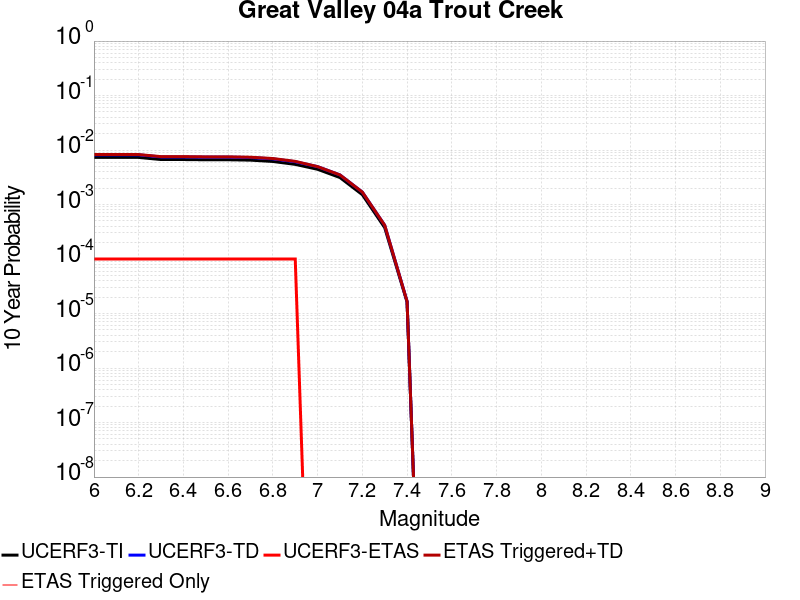 Great Valley 04a Trout Creek
10^0
10^-1
10^-2
10^-3
10^-4
10^-5
10^-6
10^-7
10^-8
10 Year Probability
6 6.2 6.4 6.6 6.8 7 7.2 7.4 7.6 7.8 8 8.2 8.4 8.6 8.8 9
Magnitude
UCERF3-TI UCERF3-TD UCERF3-ETAS ETAS Triggered+TD
ETAS Triggered Only